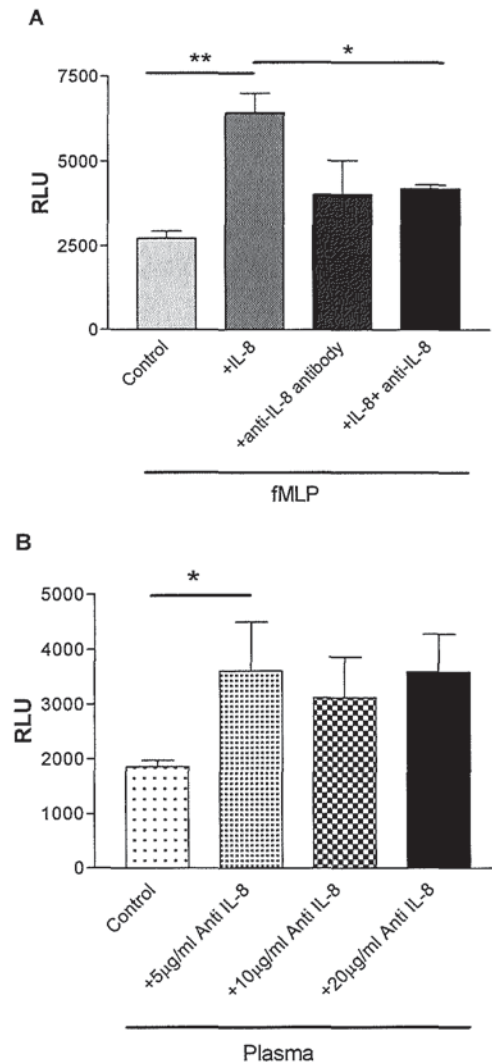 A
** *
7500
5000
2500
0
RLU
Control
+IL-8
+anti-IL-8 antibody
+IL-8+ anti-IL-8
fMLP
B
*
5000
4000
3000
2000
1000
0
RLU
Control
+5µg/ml Anti IL-8
+10µg/ml Anti IL-8
+20µg/ml Anti IL-8
Plasma